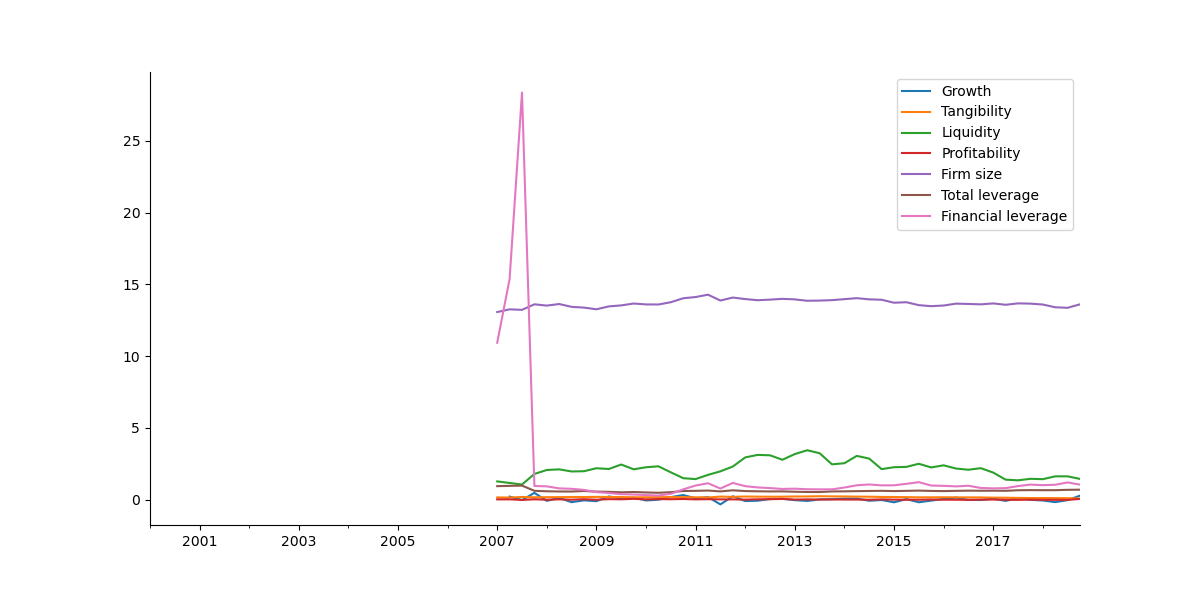 Growth
Tangibility
Liquidity
Profitability
Firm size
Total leverage
Financial leverage
25
20
15
10
5
0
2001 2003 2005 2007 2009 2011 2013 2015 2017